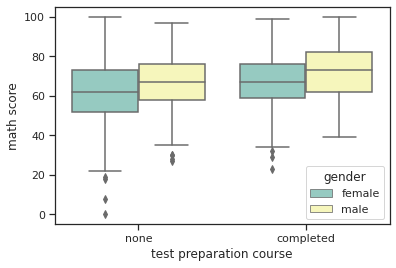 100
80
60
40
20
0
math score
none
completed
test preparation course
gender
female
male